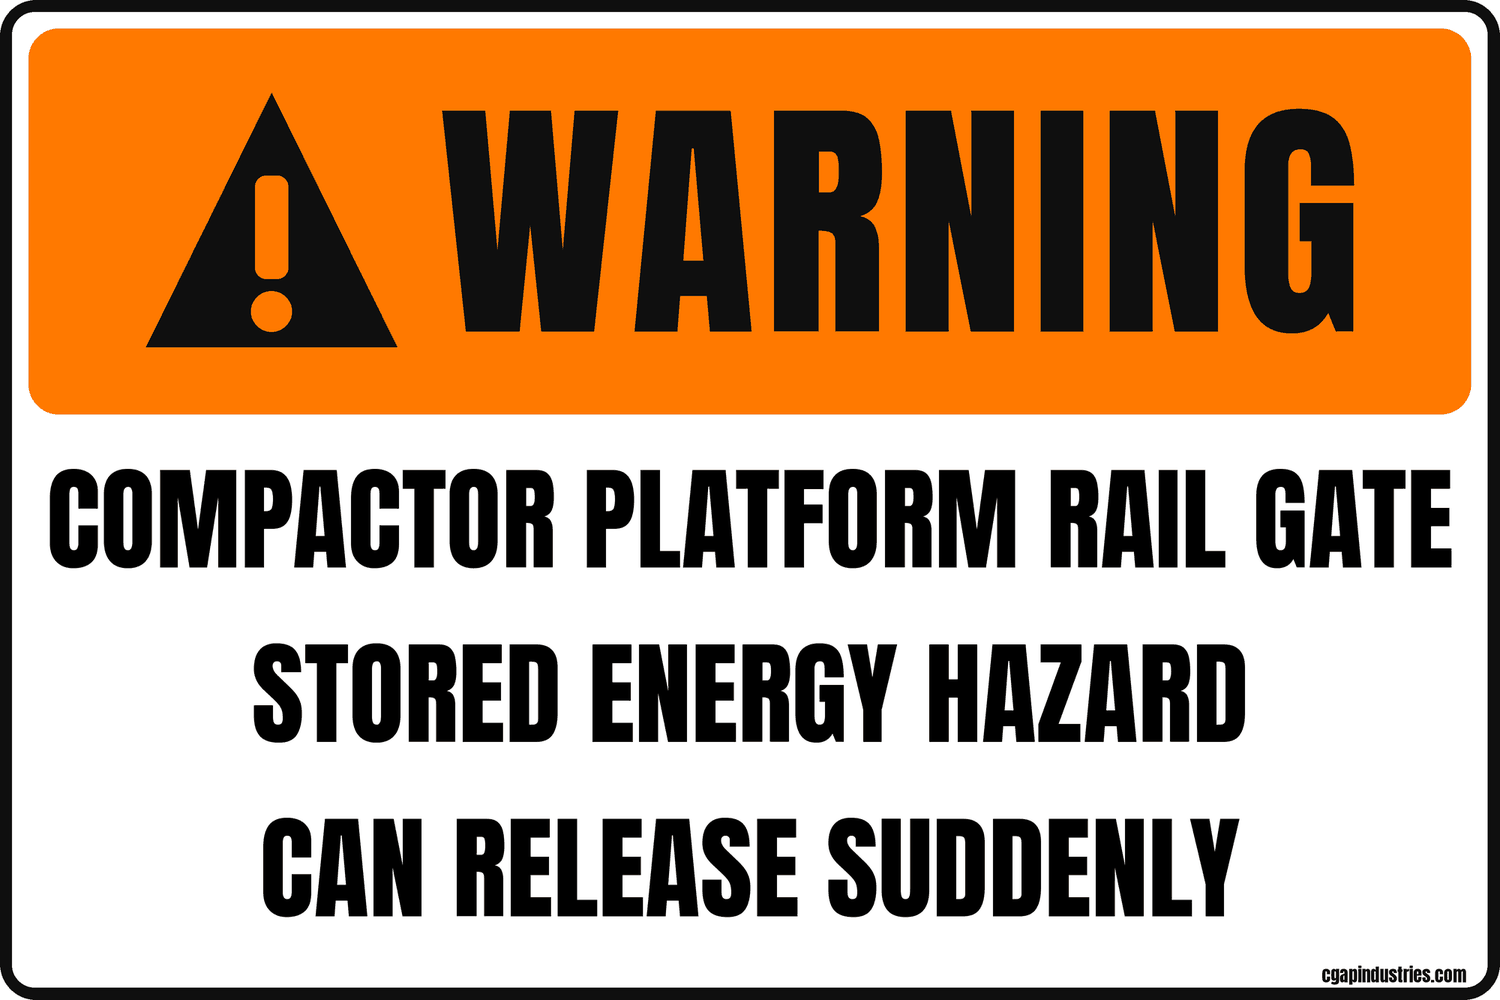 WARNING
COMPACTOR PLATFORM RAIL GATE
STORED ENERGY HAZARD
CAN RELEASE SUDDENLY
cgapindustries.com